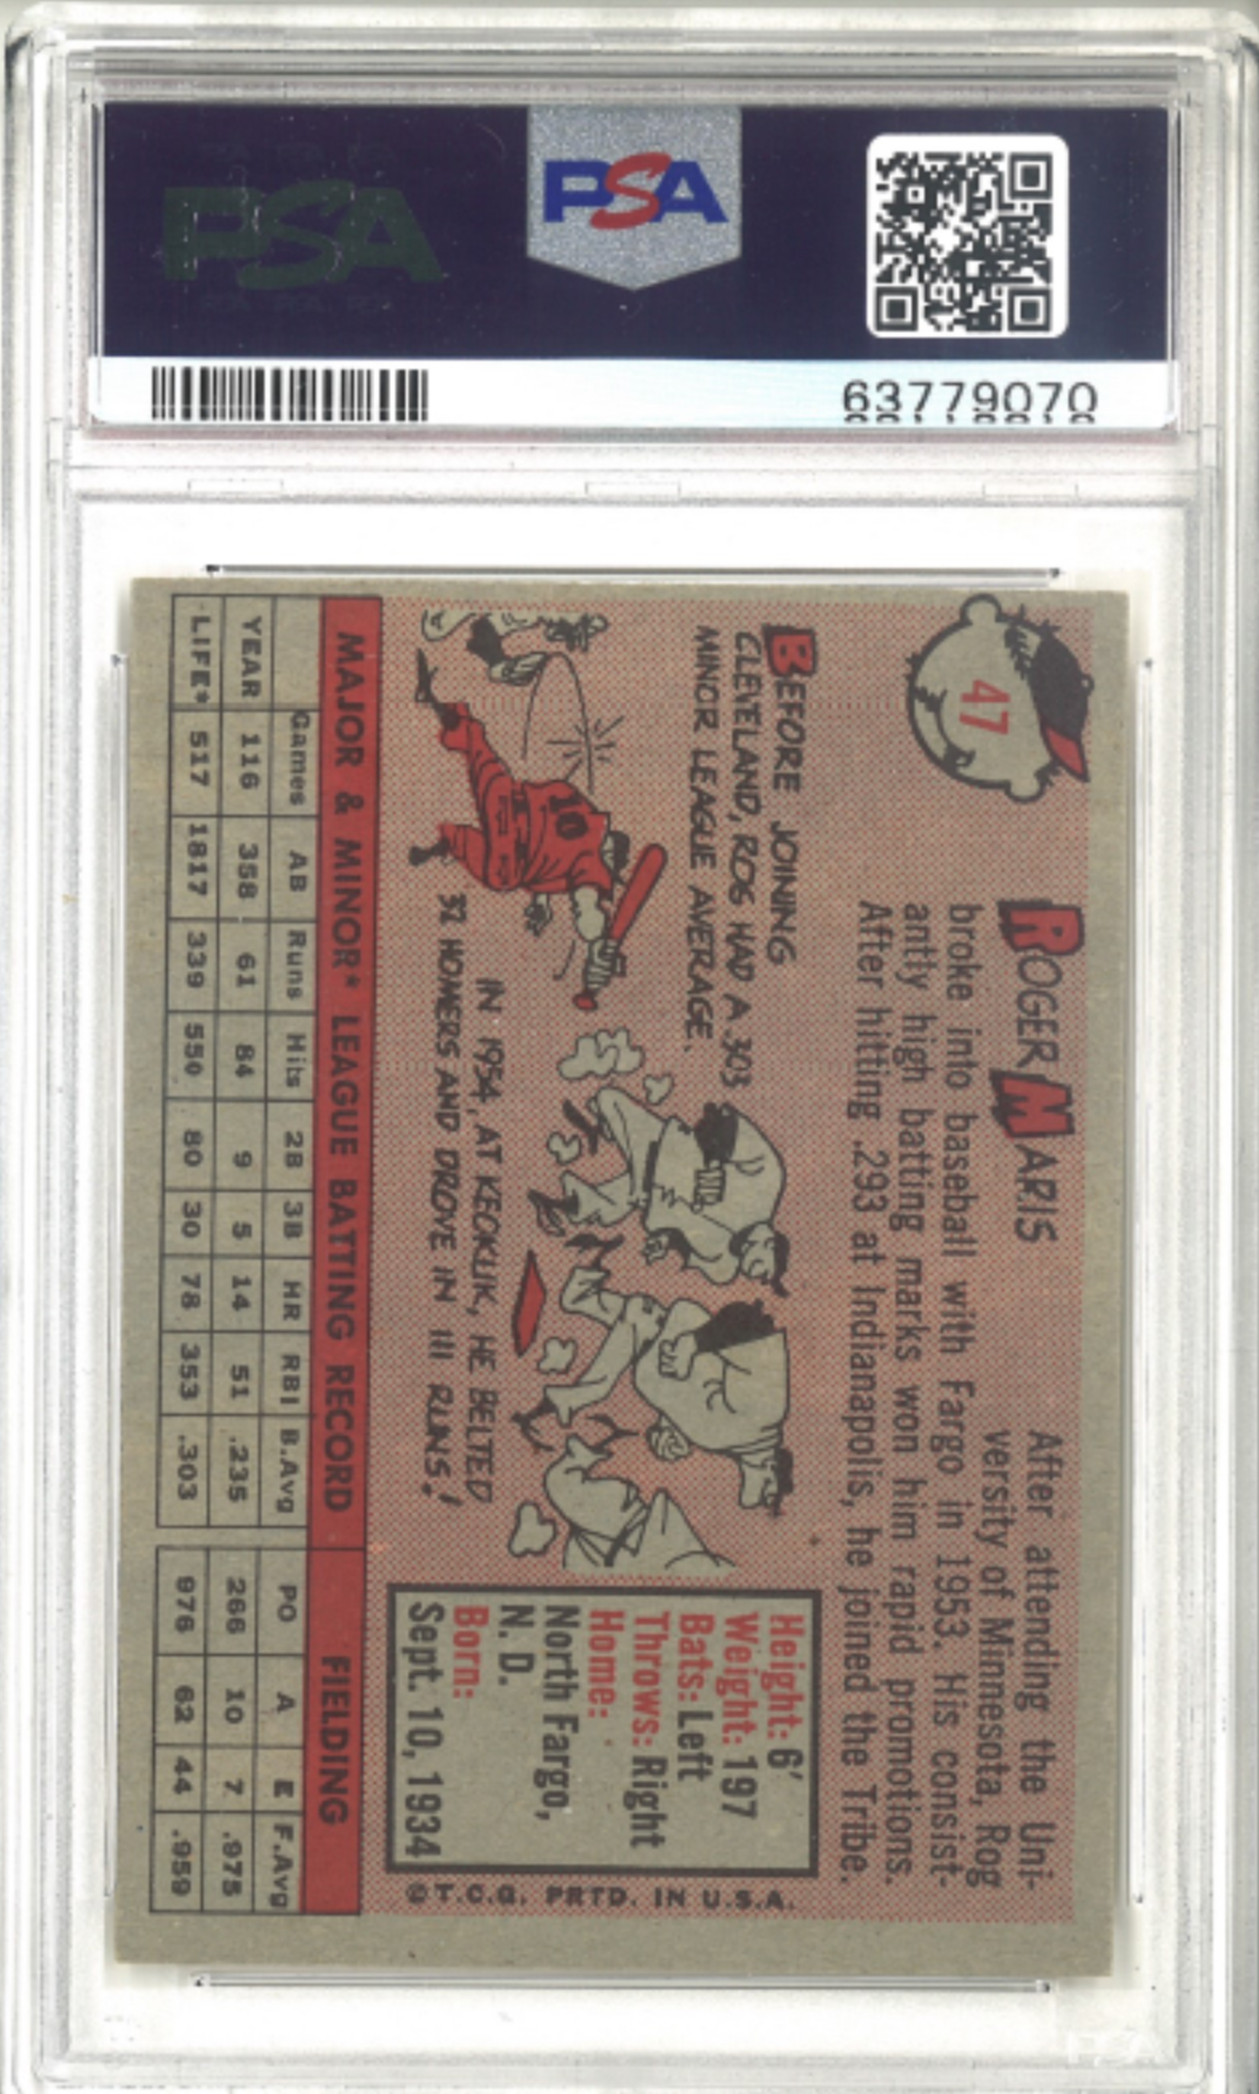 PSA
PSA
63779070
47
ROGER MARIS
After attending the Uni-
versity of Minnesota, Rog
broke into baseball with Fargo in 1953. His consist-
antly high batting marks won him rapid promotions.
After hitting .293 at Indianapolis, he joined the Tribe.
BEFORE JOINING
CLEVELAND, ROG HAD A .303
MINOR LEAGUE AVERAGE.
10
IN 1954, AT KEOKUK, HE BELTED
32 HOMERS AND DROVE IN 111 RUNS!
Height: 6'
Weight: 197
Bats: Left
Throws: Right
Home:
North Fargo,
N. D.
Born:
Sept. 10, 1934
©T.C.G. PRTD. IN U.S.A.
MAJOR & MINOR* LEAGUE BATTING RECORD FIELDING
Games AB Runs Hits 2B 3B HR RBI B.Avg PO A E F.Avg
YEAR 116 358 61 84 9 5 14 51 .235 266 10 7 .975
LIFE* 517 1817 339 550 80 30 78 353 .303 976 62 44 .959